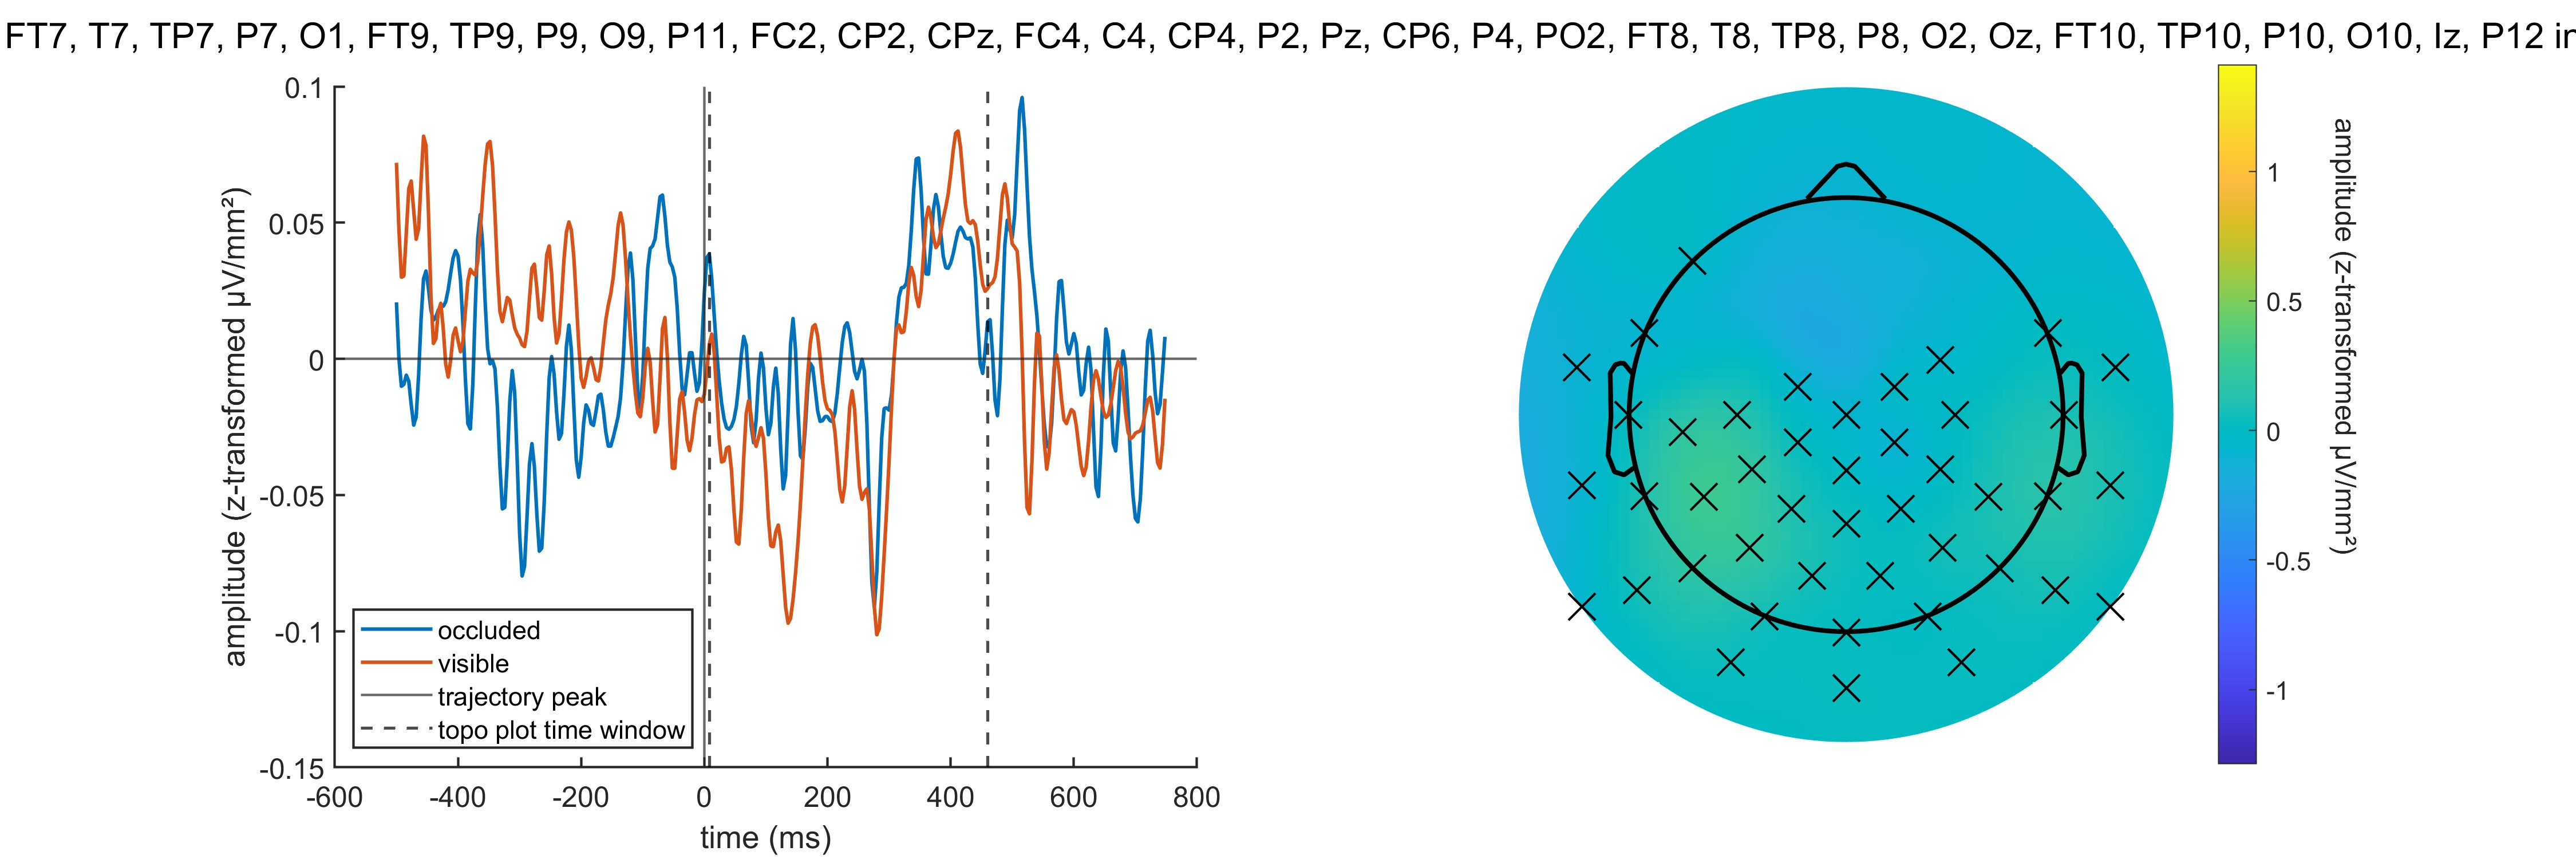 FT7, T7, TP7, P7, O1, FT9, TP9, P9, O9, P11, FC2, CP2, CPz, FC4, C4, CP4, P2, Pz, CP6, P4, PO2, FT8, T8, TP8, P8, O2, Oz, FT10, TP10, P10, O10, Iz, P12 in
amplitude (z-transformed µV/mm²)
0.1
0.05
0
-0.05
-0.1
-0.15
occluded
visible
trajectory peak
topo plot time window
-600
-400
-200
0
200
400
600
800
time (ms)
1
0.5
0
-0.5
-1
amplitude (z-transformed µV/mm²)